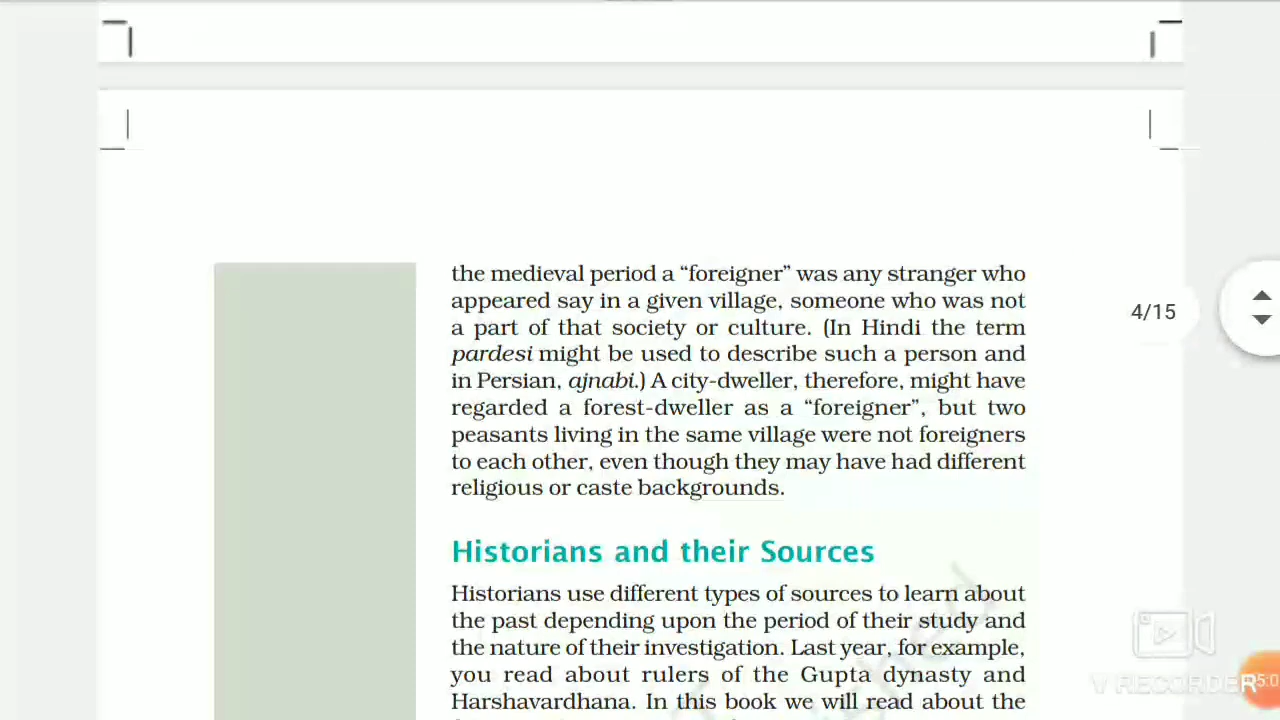 the medieval period a “foreigner” was any stranger who
appeared say in a given village, someone who was not
a part of that society or culture. (In Hindi the term
pardesi might be used to describe such a person and
in Persian, ajnabi.) A city-dweller, therefore, might have
regarded a forest-dweller as a “foreigner”, but two
peasants living in the same village were not foreigners
to each other, even though they may have had different
religious or caste backgrounds.
4/15
Historians and their Sources
Historians use different types of sources to learn about
the past depending upon the period of their study and
the nature of their investigation. Last year, for example,
you read about rulers of the Gupta dynasty and
Harshavardhana. In this book we will read about the
V RECORDER